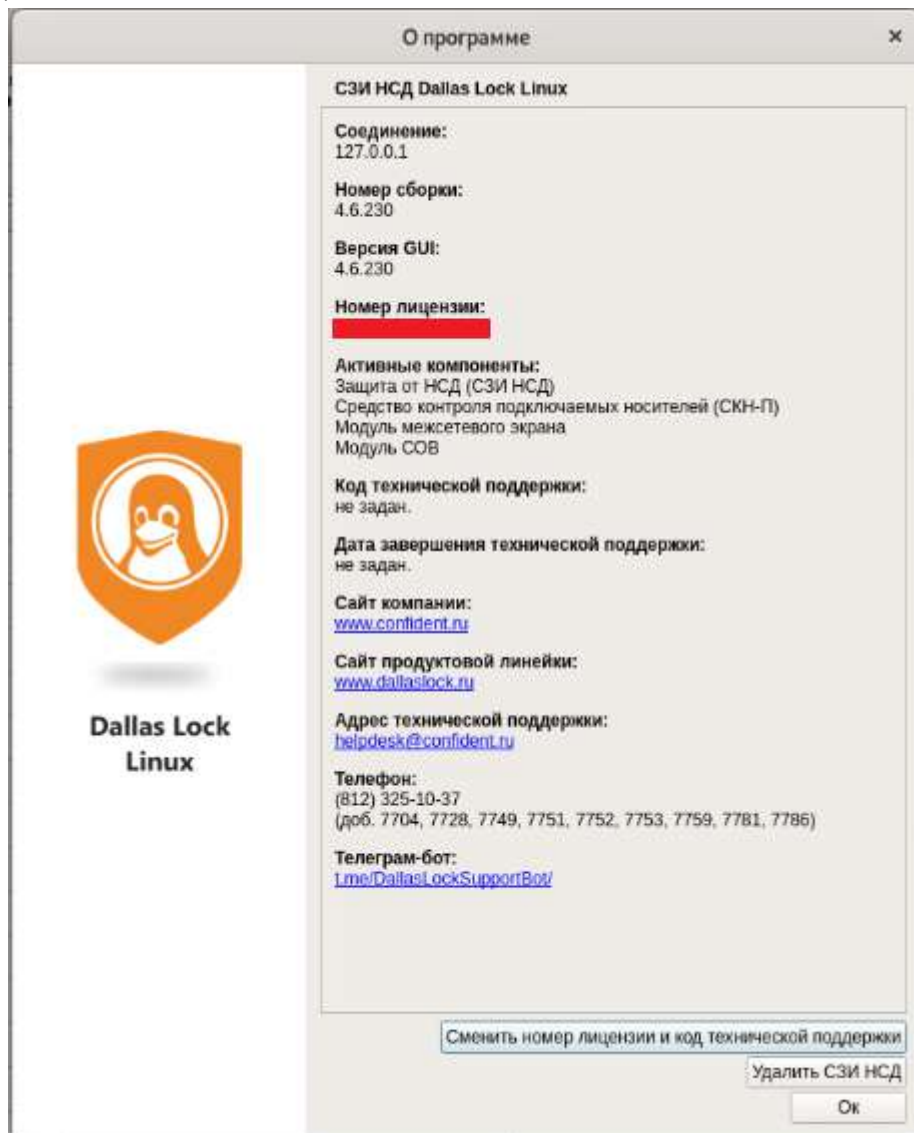 О программе
×
СЗИ НСД Dallas Lock Linux
Соединение:
127.0.0.1
Номер сборки:
4.6.230
Версия GUI:
4.6.230
Номер лицензии:
Активные компоненты:
Защита от НСД (СЗИ НСД)
Средство контроля подключаемых носителей (СКН-П)
Модуль межсетевого экрана
Модуль СОВ
Код технической поддержки:
не задан.
Дата завершения технической поддержки:
не задан.
Сайт компании:
www.confident.ru
Сайт продуктовой линейки:
www.dallaslock.ru
Адрес технической поддержки:
helpdesk@confident.ru
Телефон:
(812) 325-10-37
(доб. 7704, 7728, 7749, 7751, 7752, 7753, 7759, 7781, 7786)
Телеграм-бот:
t.me/DallasLockSupportBot/
Dallas Lock
Linux
Сменить номер лицензии и код технической поддержки
Удалить СЗИ НСД
Ок